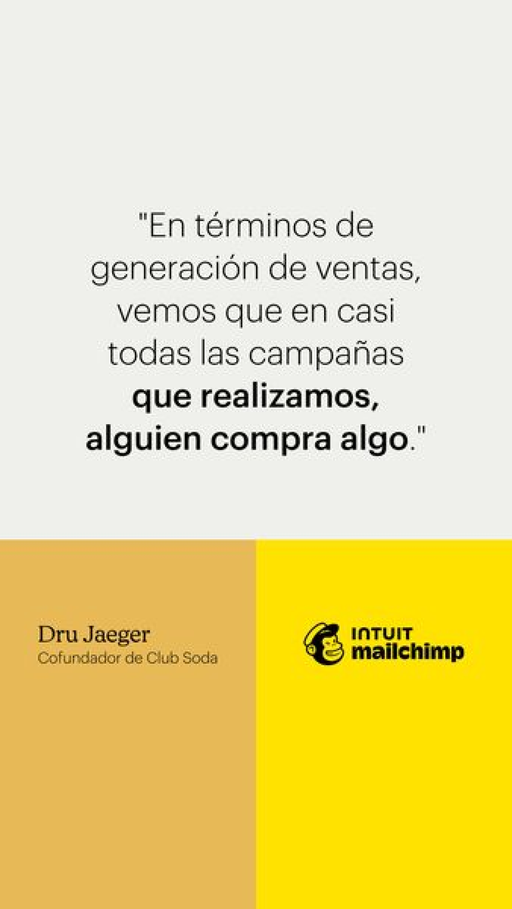 "En términos de
generación de ventas,
vemos que en casi
todas las campañas
que realizamos,
alguien compra algo."
Dru Jaeger
Cofundador de Club Soda
INTUIT
mailchimp